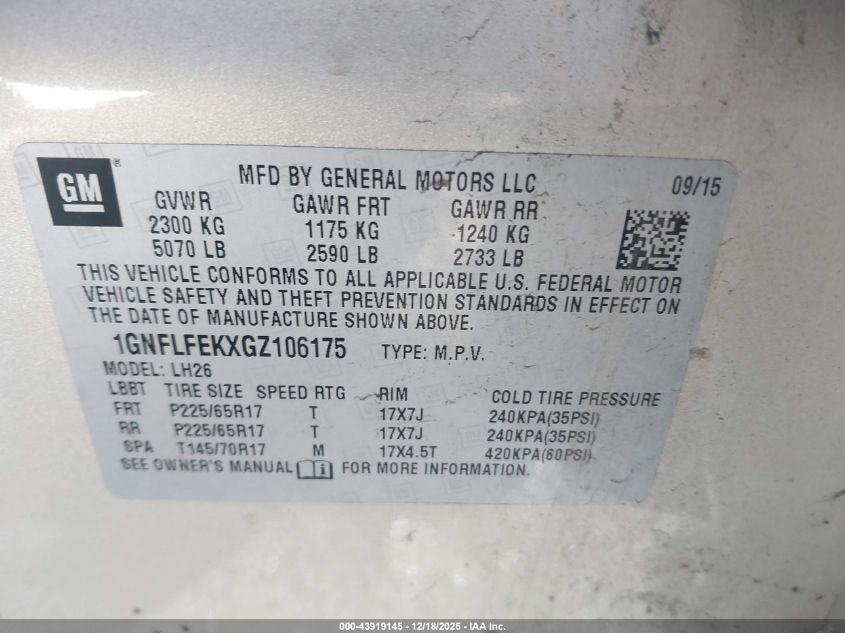 GM ®
MFD BY GENERAL MOTORS LLC 09/15
GVWR GAWR FRT GAWR RR
2300 KG 1175 KG 1240 KG
5070 LB 2590 LB 2733 LB
THIS VEHICLE CONFORMS TO ALL APPLICABLE U.S. FEDERAL MOTOR
VEHICLE SAFETY AND THEFT PREVENTION STANDARDS IN EFFECT ON
THE DATE OF MANUFACTURE SHOWN ABOVE.
1GNFLFEKXGZ106175 TYPE: M.P.V.
MODEL: LH26
LBBT TIRE SIZE SPEED RTG RIM COLD TIRE PRESSURE
FRT P225/65R17 T 17X7J 240KPA(35PSI)
RR P225/65R17 T 17X7J 240KPA(35PSI)
SPA T145/70R17 M 17X4.5T 420KPA(60PSI)
SEE OWNER'S MANUAL FOR MORE INFORMATION.
000-43919145 - 12/18/2025 - IAA Inc.